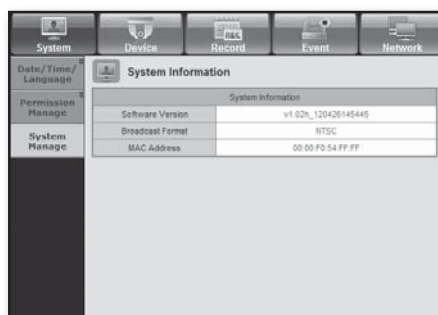 System Device Record Event Network
Date/Time/
Language
Permission
Manage
System
Manage
System Information
System Information
Software Version v1.02h_120426145445
Broadcast Format NTSC
MAC Address 00:00:F0:54:FF:FF